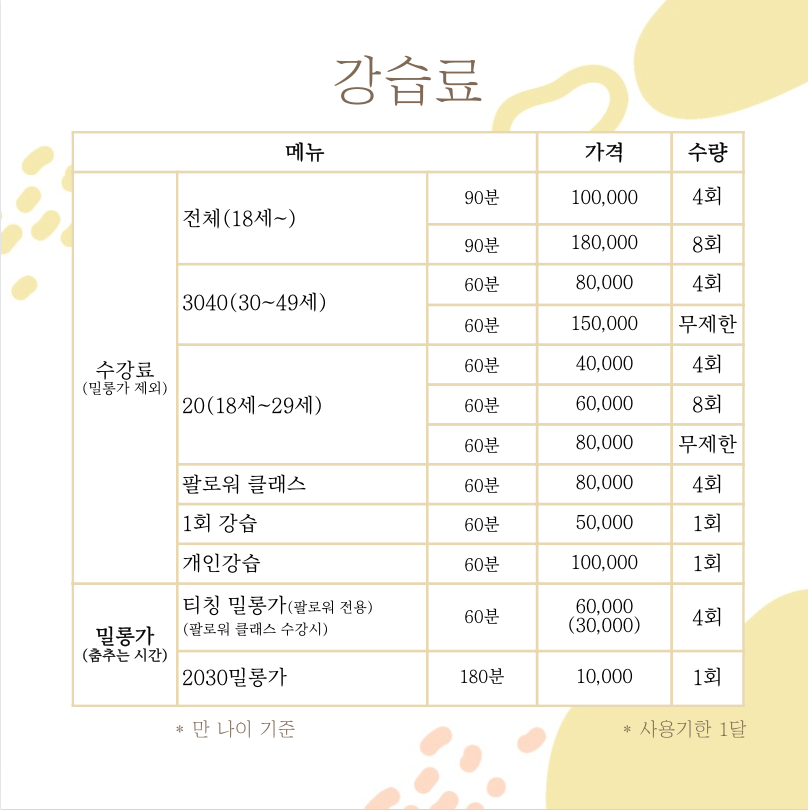 강습료
메뉴 가격 수량
수강료
(밀롱가 제외)
전체(18세~)
90분 100,000 4회
90분 180,000 8회
3040(30~49세)
60분 80,000 4회
60분 150,000 무제한
20(18세~29세)
60분 40,000 4회
60분 60,000 8회
60분 80,000 무제한
팔로워 클래스 60분 80,000 4회
1회 강습 60분 50,000 1회
개인강습 60분 100,000 1회
밀롱가
(춤추는 시간)
티칭 밀롱가(팔로워 전용)
(팔로워 클래스 수강시)
60분
60,000
(30,000)
4회
2030밀롱가 180분 10,000 1회
* 만 나이 기준
* 사용기한 1달